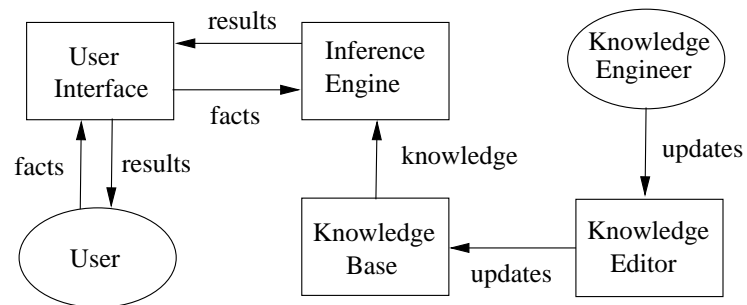 results
User
Interface
Inference
Engine
Knowledge
Engineer
facts
facts
results
knowledge
updates
User
Knowledge
Base
updates
Knowledge
Editor